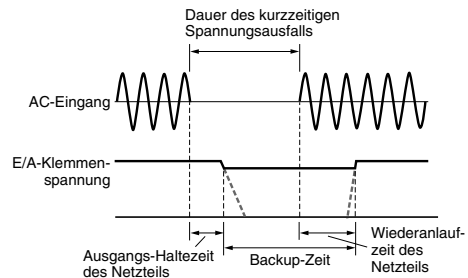 Dauer des kurzzeitigen
Spannungsausfalls
AC-Eingang
E/A-Klemmen-
spannung
Ausgangs-Haltezeit
des Netzteils
Backup-Zeit
Wiederanlauf-
zeit des
Netzteils